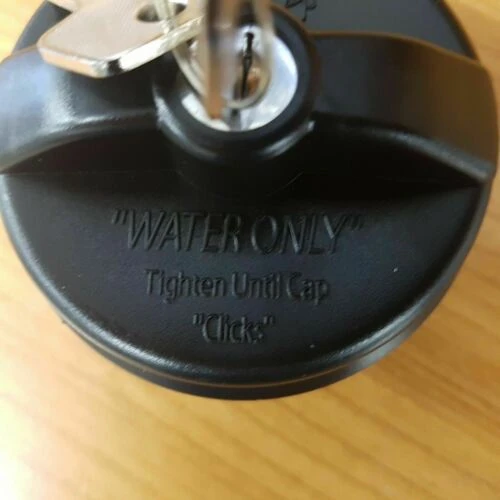 "WATER ONLY"
Tighten Until Cap
"Clicks"